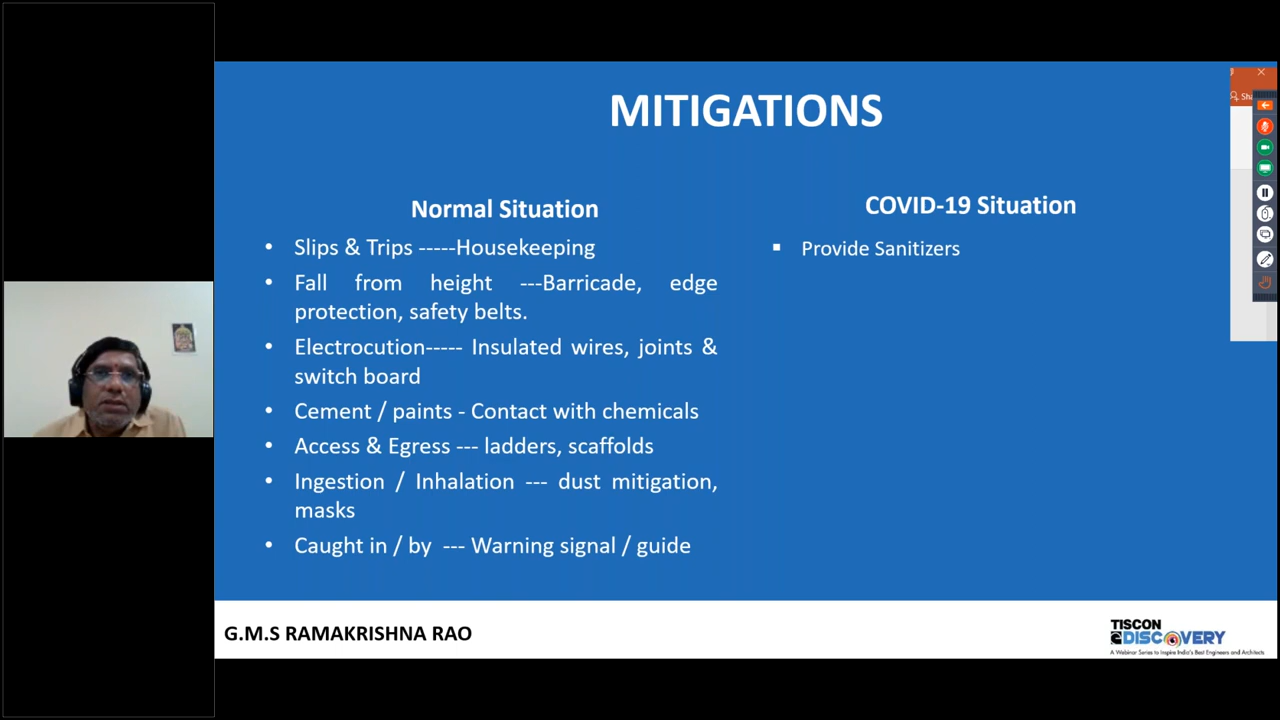 MITIGATIONS
Normal Situation
• Slips & Trips -----Housekeeping
• Fall from height ---Barricade, edge
protection, safety belts.
• Electrocution----- Insulated wires, joints &
switch board
• Cement / paints - Contact with chemicals
• Access & Egress --- ladders, scaffolds
• Ingestion / Inhalation --- dust mitigation,
masks
• Caught in / by --- Warning signal / guide
COVID-19 Situation
▪ Provide Sanitizers
G.M.S RAMAKRISHNA RAO
TISCON
eDISCOVERY
A Webinar Series to Inspire India's Best Engineers and Architects